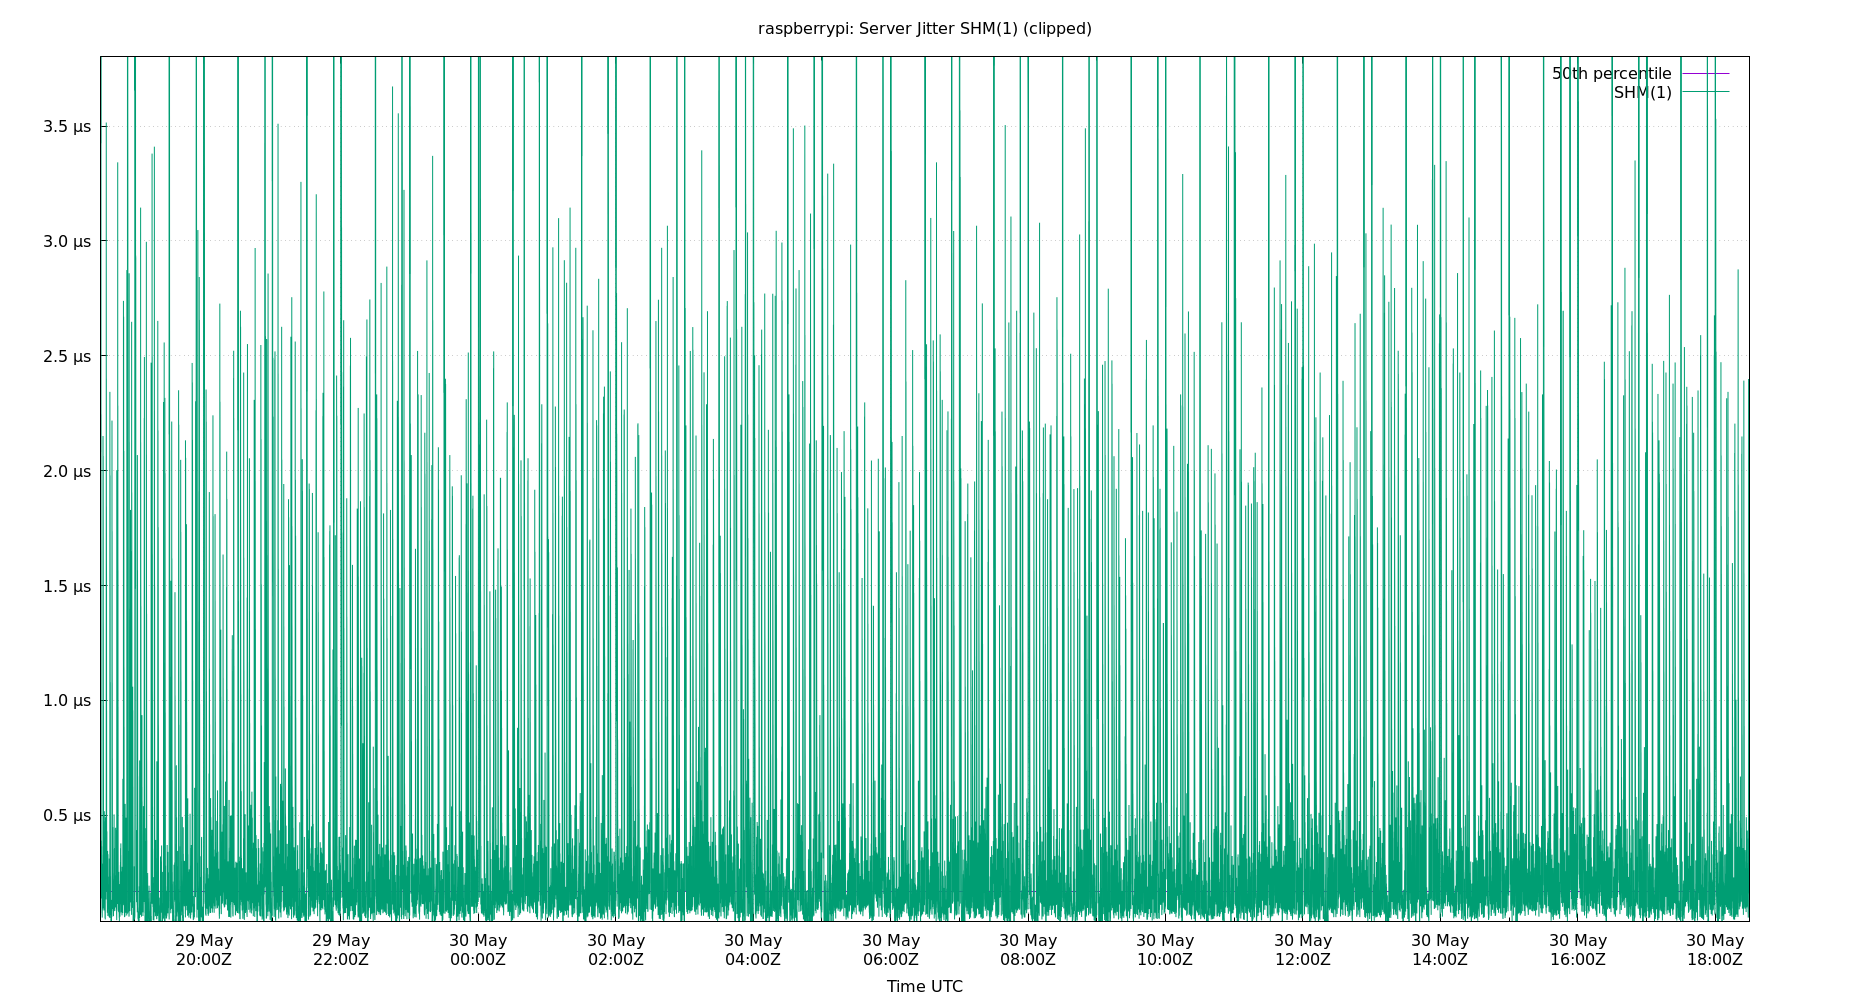 raspberrypi: Server Jitter SHM(1) (clipped)
50th percentile
SHM(1)
3.5 µs
3.0 µs
2.5 µs
2.0 µs
1.5 µs
1.0 µs
0.5 µs
29 May 29 May 30 May 30 May 30 May 30 May 30 May 30 May 30 May 30 May 30 May 30 May
20:00Z 22:00Z 00:00Z 02:00Z 04:00Z 06:00Z 08:00Z 10:00Z 12:00Z 14:00Z 16:00Z 18:00Z
Time UTC